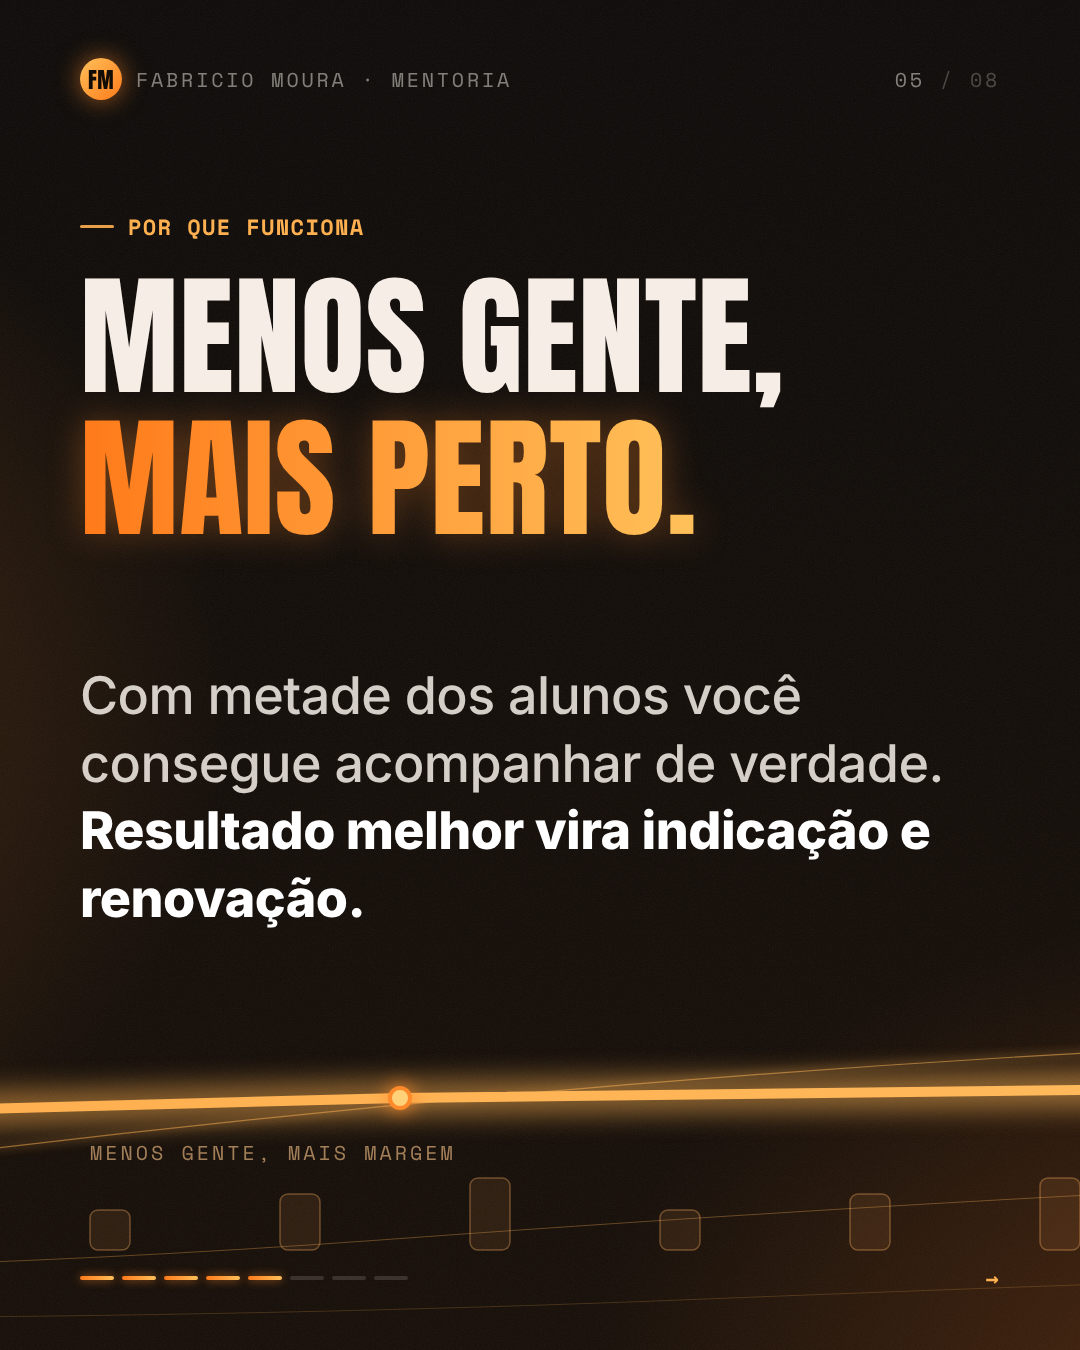 FM FABRICIO MOURA · MENTORIA
05 / 08
POR QUE FUNCIONA
MENOS GENTE,
MAIS PERTO.
Com metade dos alunos você
consegue acompanhar de verdade.
Resultado melhor vira indicação e
renovação.
MENOS GENTE, MAIS MARGEM
→